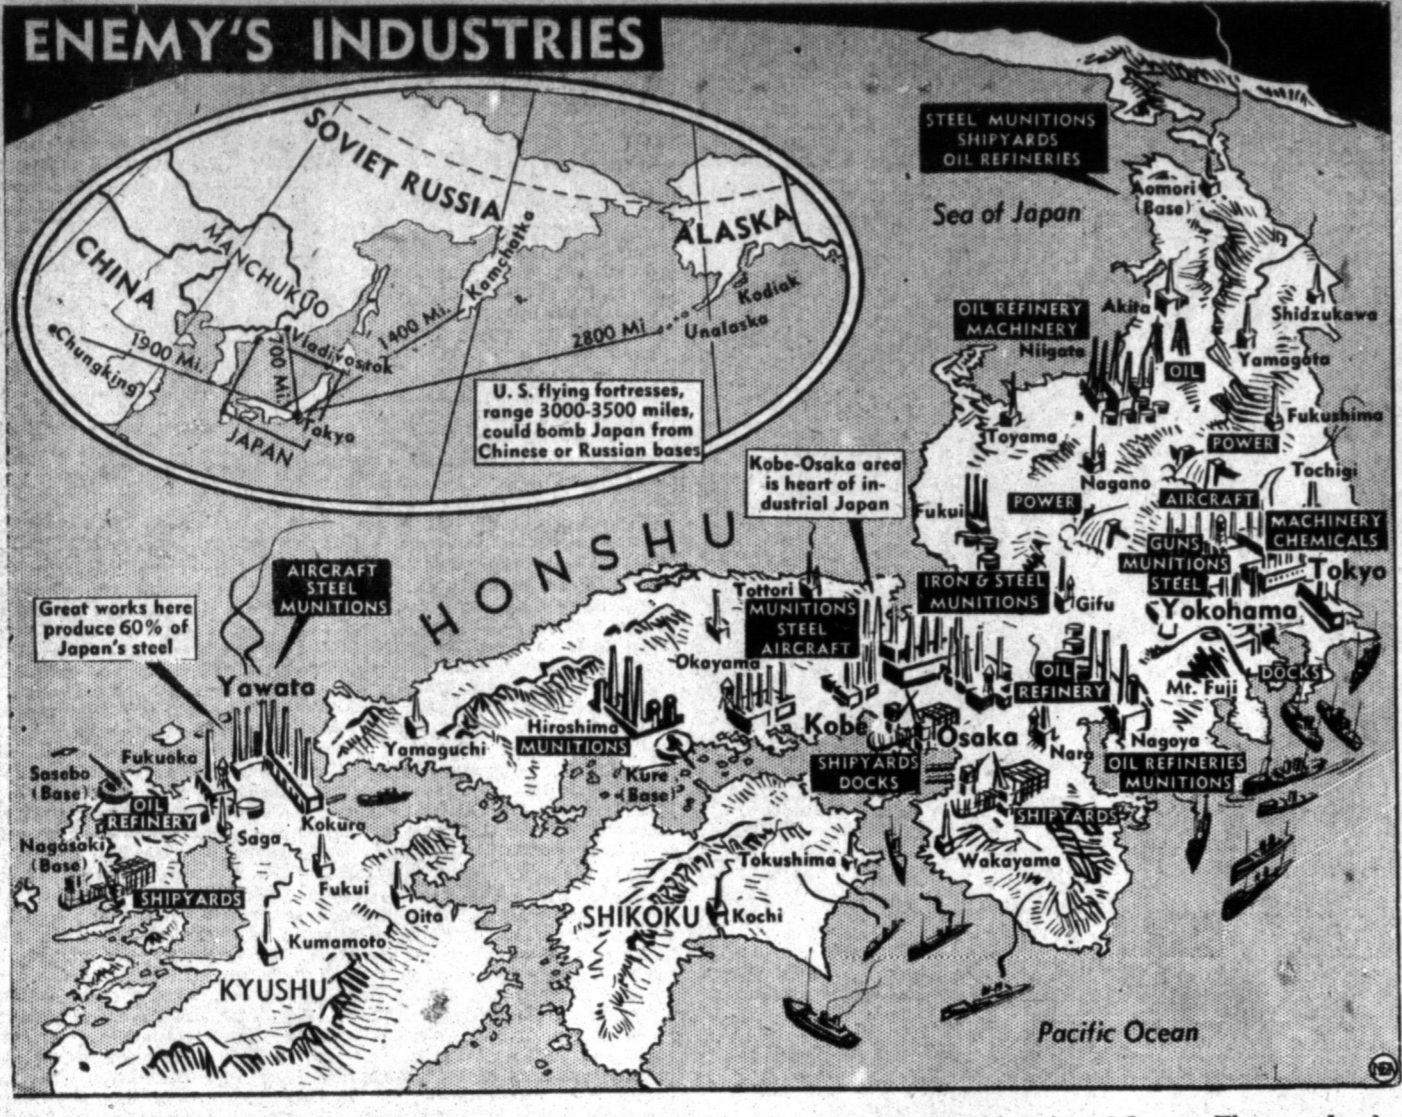 ENEMY'S INDUSTRIES
SOVIET RUSSIA
CHINA
MANCHUKUO
ALASKA
Kamchatka
Kodiak
Unalaska
Chungking
Vladivostok
1900 Mi.
700 Mi.
1400 Mi.
2800 Mi
JAPAN
Tokyo
U. S. flying fortresses,
range 3000-3500 miles,
could bomb Japan from
Chinese or Russian bases
STEEL MUNITIONS
SHIPYARDS
OIL REFINERIES
Aomori
(Base)
Sea of Japan
OIL REFINERY
MACHINERY
Niigata
Akita
Shidzukawa
Yamagata
OIL
Fukushima
POWER
Toyama
Nagano
Tochigi
Kobe-Osaka area
is heart of in-
dustrial Japan
Fukui
POWER
AIRCRAFT
MACHINERY
CHEMICALS
GUNS
MUNITIONS
STEEL
Tokyo
Yokohama
HONSHU
AIRCRAFT
STEEL
MUNITIONS
Great works here
produce 60% of
Japan's steel
Tottori
MUNITIONS
STEEL
AIRCRAFT
IRON & STEEL
MUNITIONS
Gifu
OIL
REFINERY
Mt. Fuji
DOCKS
Yawata
Okayama
Hiroshima
MUNITIONS
Yamaguchi
Kobe
Osaka
Nara
Nagoya
OIL REFINERIES
MUNITIONS
Fukuoka
Sasebo
(Base)
OIL
REFINERY
Kure
(Base)
SHIPYARDS
DOCKS
SHIPYARDS
Nagasaki
(Base)
Saga
Kokura
SHIPYARDS
Fukui
Oita
Tokushima
Wakayama
SHIKOKU
Kochi
Kumamoto
KYUSHU
Pacific Ocean
NEA